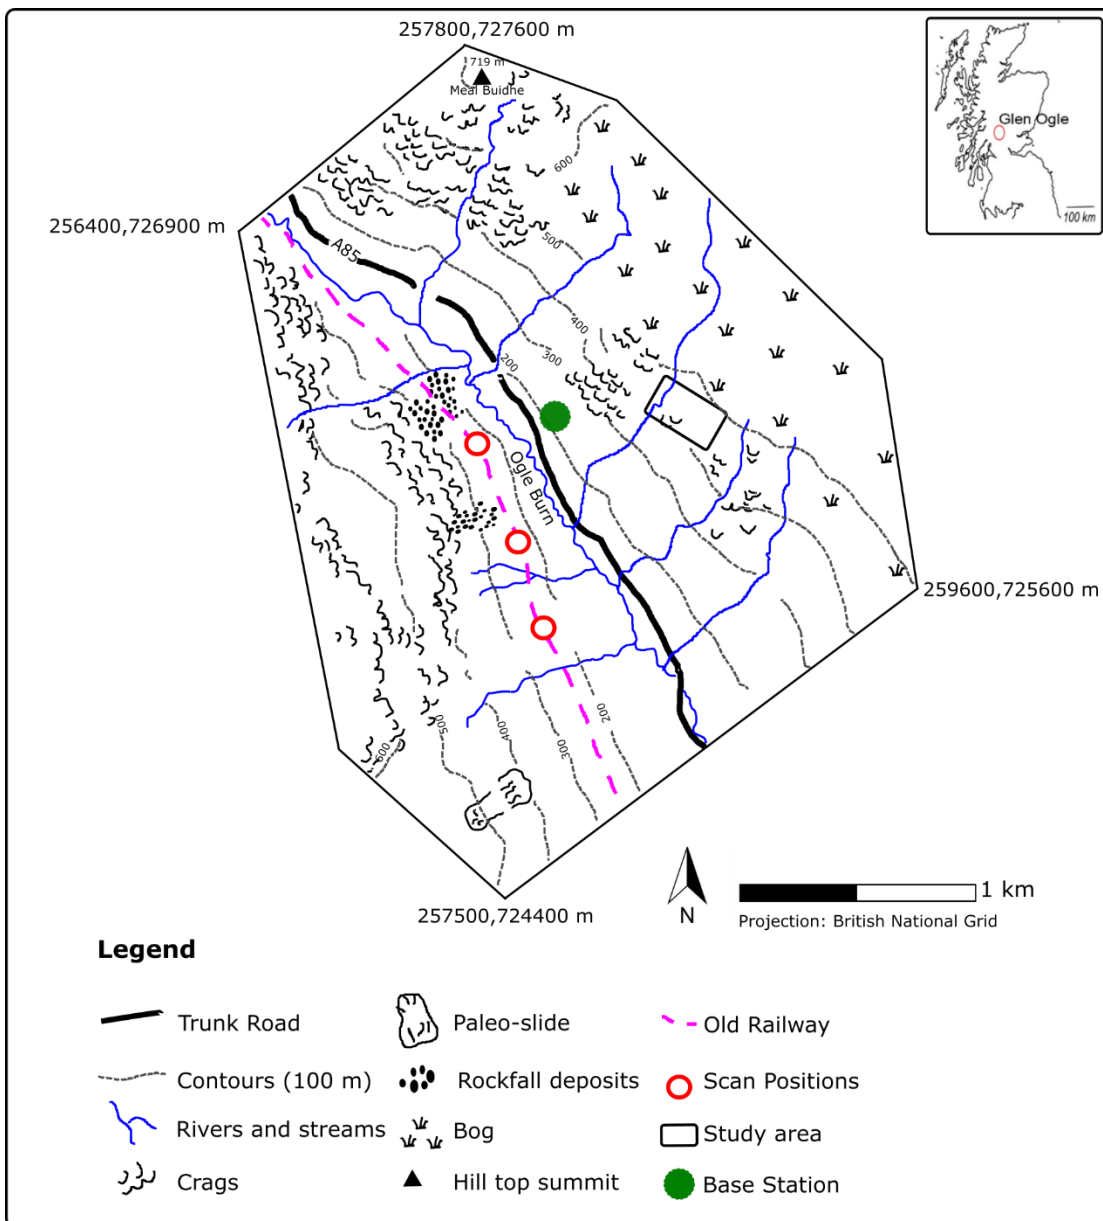 257800,727600 m
719 m
Meal Buidhe
Glen Ogle
100 km
600
256400,726900 m
A85
500
400
300
200
Ogle Burn
259600,725600 m
500
400
300
200
600
257500,724400 m
N
1 km
Projection: British National Grid
Legend
Trunk Road
Paleo-slide
Old Railway
Contours (100 m)
Rockfall deposits
Scan Positions
Rivers and streams
Bog
Study area
Crags
Hill top summit
Base Station